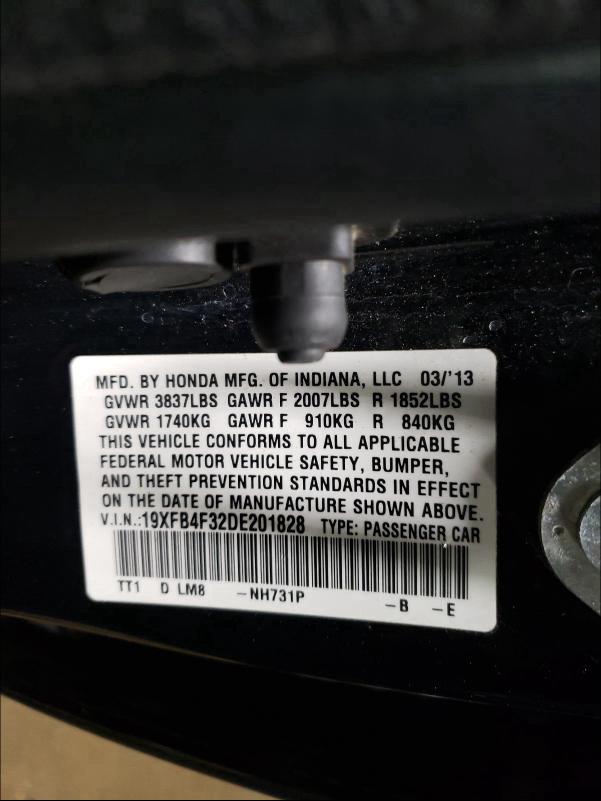 MFD. BY HONDA MFG. OF INDIANA, LLC 03/'13
GVWR 3837LBS GAWR F 2007LBS R 1852LBS
GVWR 1740KG GAWR F 910KG R 840KG
THIS VEHICLE CONFORMS TO ALL APPLICABLE
FEDERAL MOTOR VEHICLE SAFETY, BUMPER,
AND THEFT PREVENTION STANDARDS IN EFFECT
ON THE DATE OF MANUFACTURE SHOWN ABOVE.
V.I.N.:19XFB4F32DE201828 TYPE: PASSENGER CAR
TT1 D LM8 -NH731P -B -E